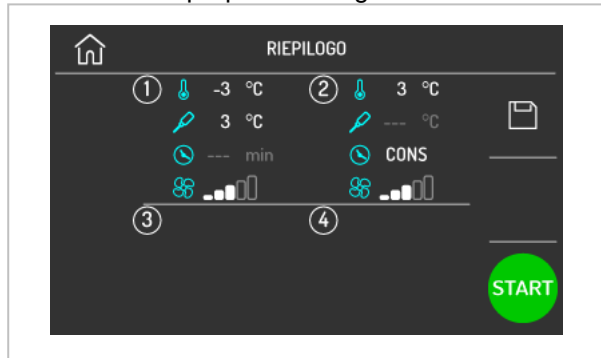 RIEPILOGO
1 -3 °C 2 3 °C
3 °C --- °C
--- min CONS
3 4
START